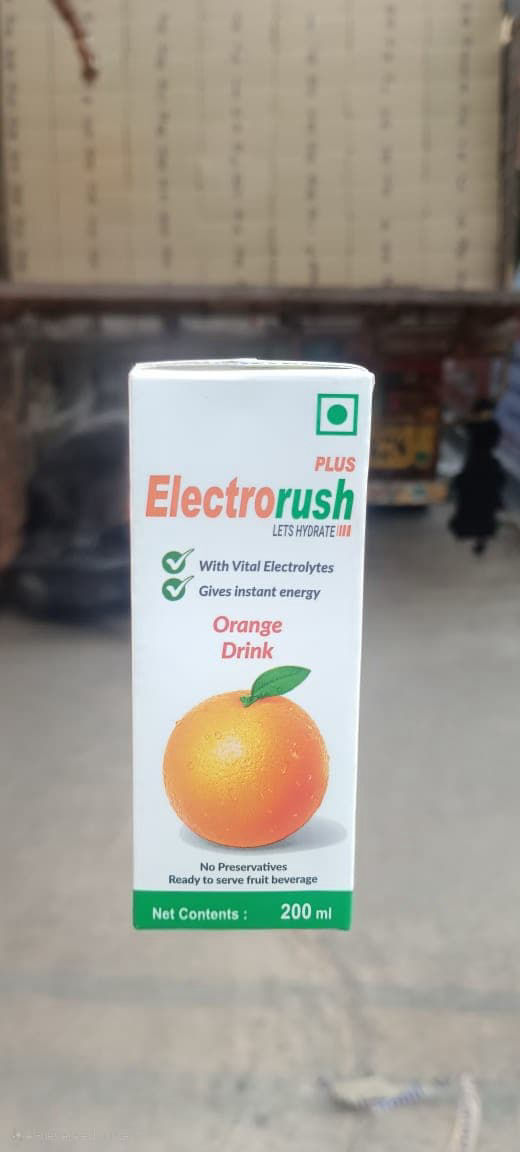 PLUS
Electrorush
LETS HYDRATE
With Vital Electrolytes
Gives instant energy
Orange
Drink
No Preservatives
Ready to serve fruit beverage
Net Contents : 200 ml